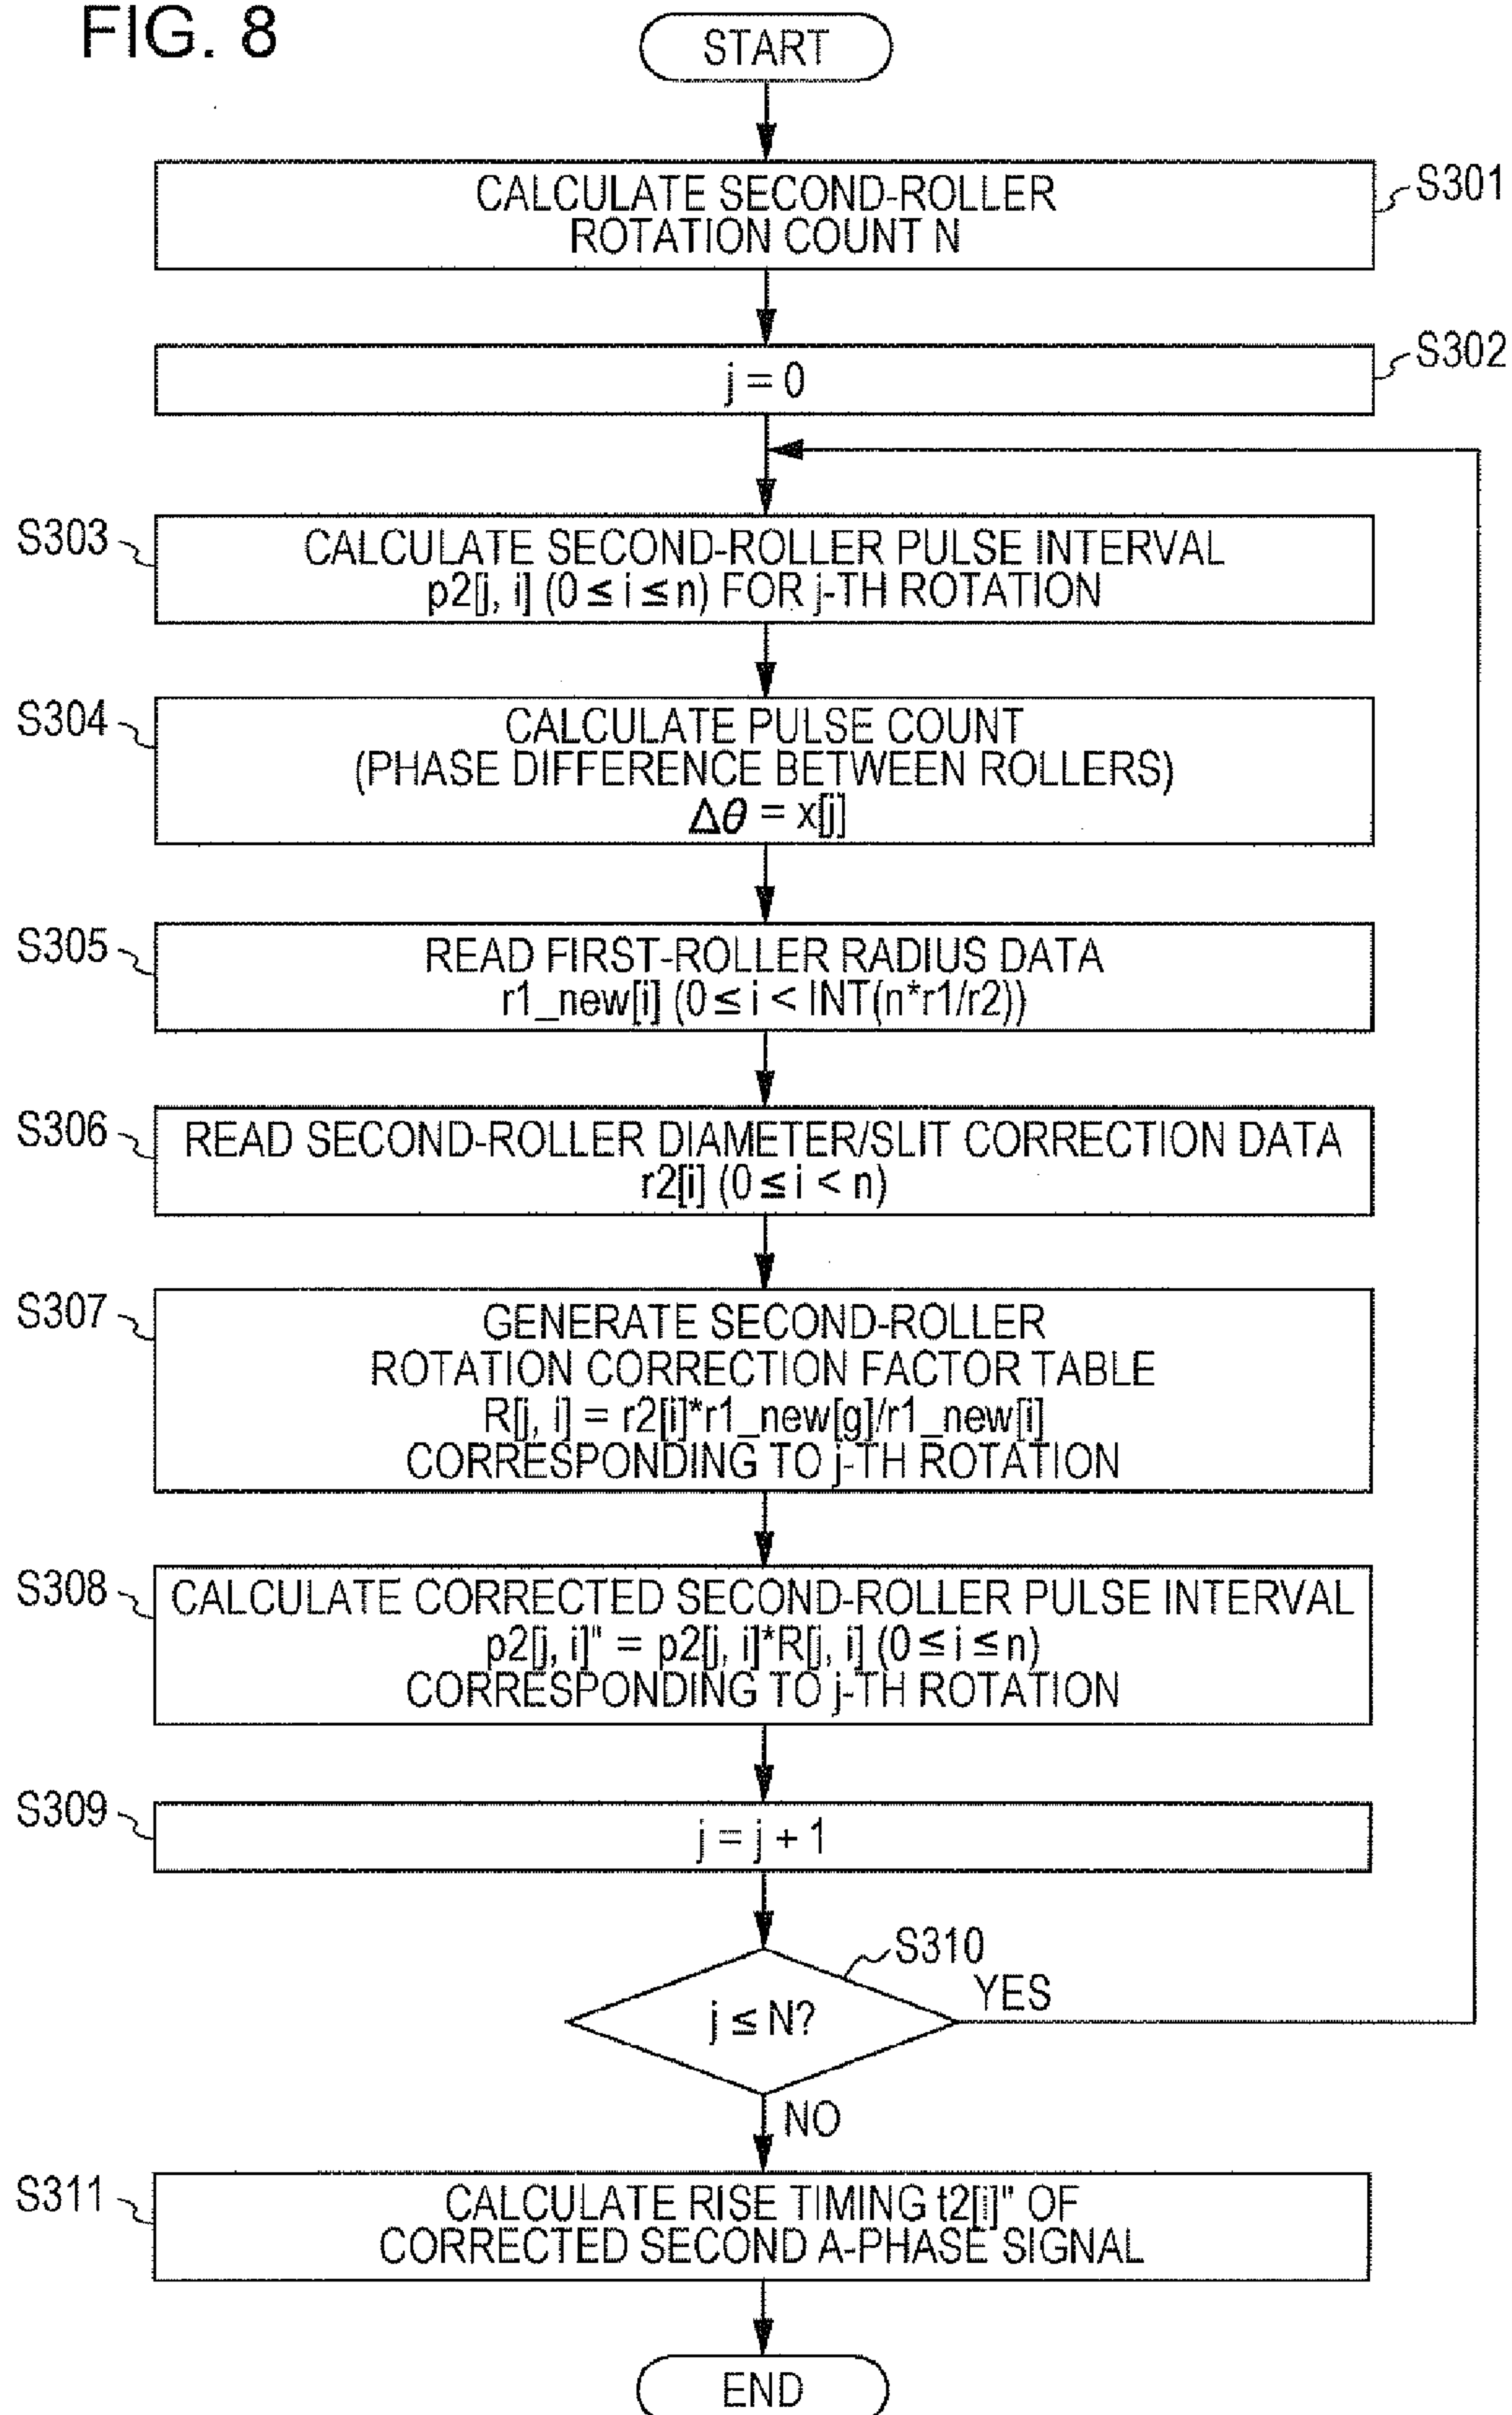 FIG. 8
START
CALCULATE SECOND-ROLLER
ROTATION COUNT N
S301
j = 0
S302
S303
CALCULATE SECOND-ROLLER PULSE INTERVAL
p2[j, i] (0 ≤ i ≤ n) FOR j-TH ROTATION
S304
CALCULATE PULSE COUNT
(PHASE DIFFERENCE BETWEEN ROLLERS)
Δθ = x[j]
S305
READ FIRST-ROLLER RADIUS DATA
r1_new[i] (0 ≤ i < INT(n*r1/r2))
S306
READ SECOND-ROLLER DIAMETER/SLIT CORRECTION DATA
r2[i] (0 ≤ i < n)
S307
GENERATE SECOND-ROLLER
ROTATION CORRECTION FACTOR TABLE
R[j, i] = r2[i]*r1_new[g]/r1_new[i]
CORRESPONDING TO j-TH ROTATION
S308
CALCULATE CORRECTED SECOND-ROLLER PULSE INTERVAL
p2[j, i]" = p2[j, i]*R[j, i] (0 ≤ i ≤ n)
CORRESPONDING TO j-TH ROTATION
S309
j = j + 1
S310
j ≤ N?
YES
NO
S311
CALCULATE RISE TIMING t2[i]" OF
CORRECTED SECOND A-PHASE SIGNAL
END